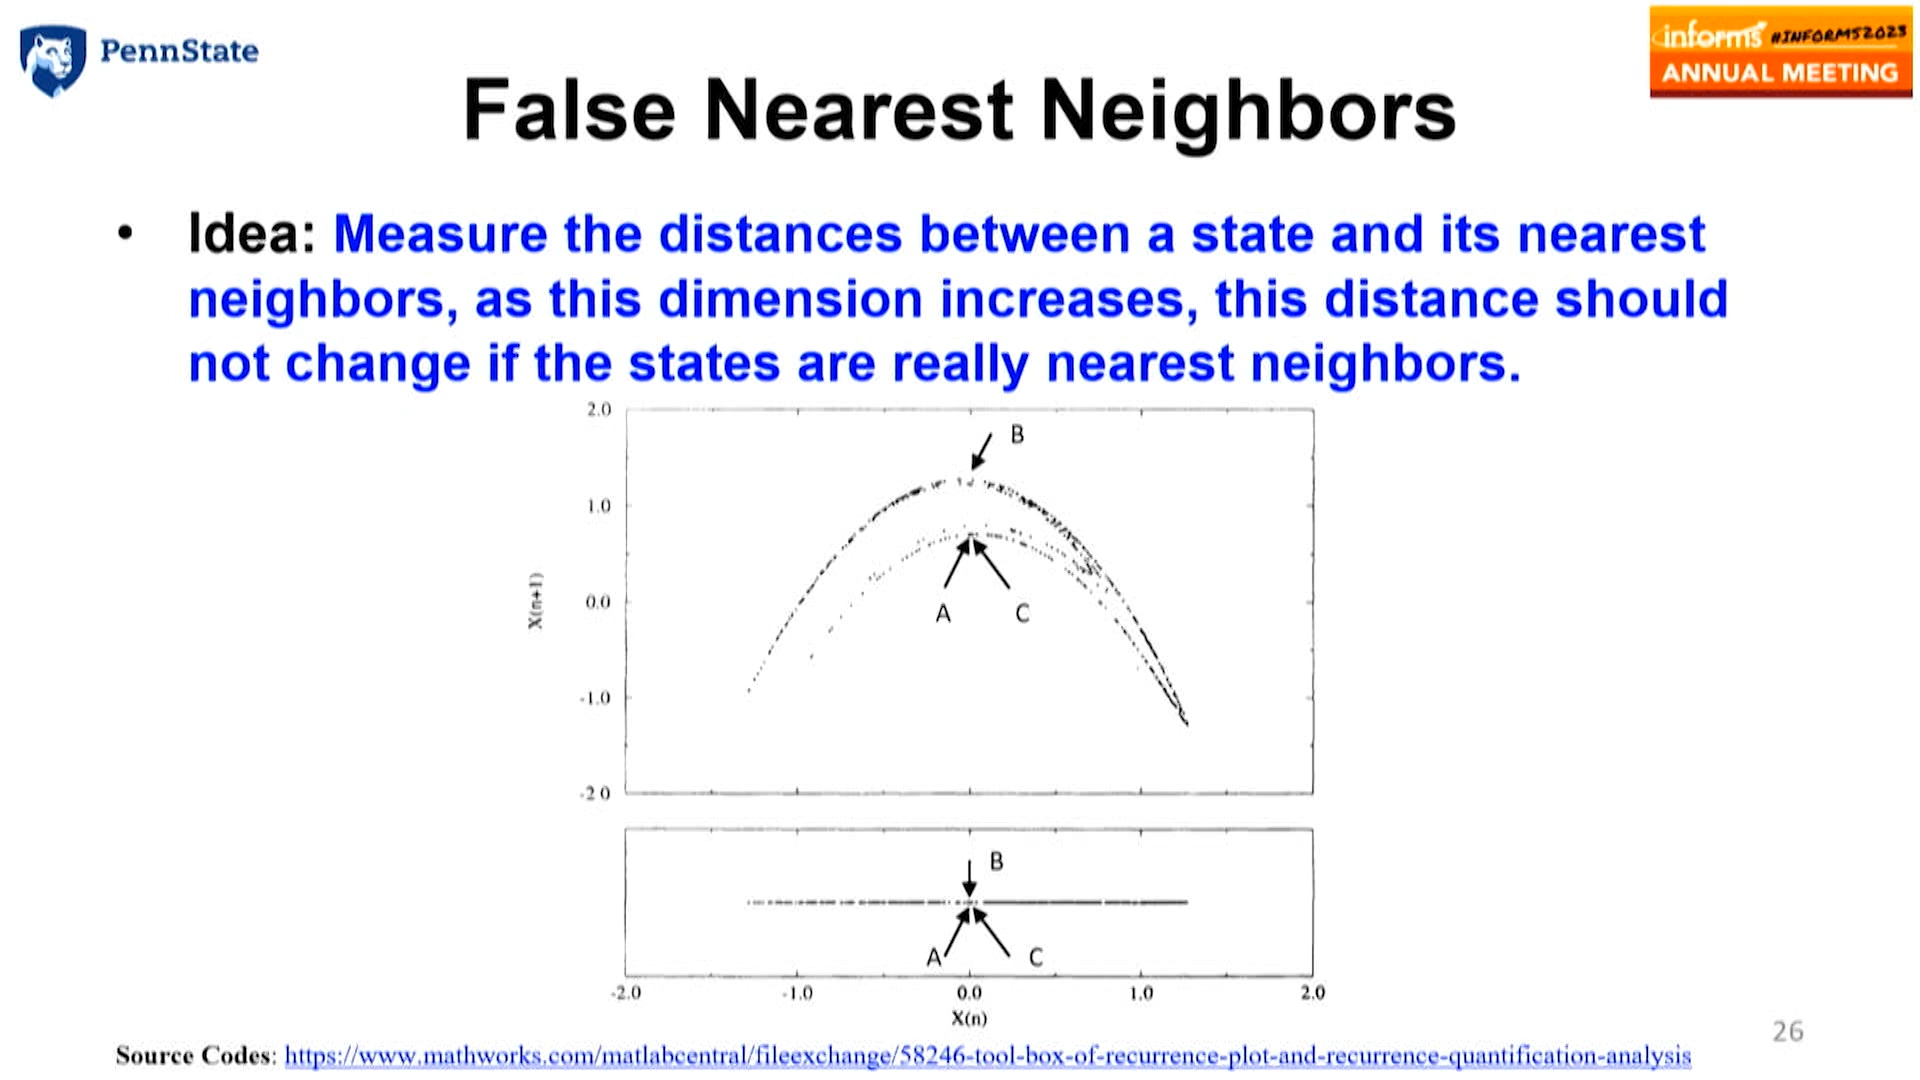 PennState
informs #INFORMS2023
ANNUAL MEETING
False Nearest Neighbors
• Idea: Measure the distances between a state and its nearest
neighbors, as this dimension increases, this distance should
not change if the states are really nearest neighbors.
2.0
B
1.0
X(n+1)
0.0
A C
-1.0
-2 0
B
A C
-2.0 -1.0 0.0 1.0 2.0
X(n)
26
Source Codes: https://www.mathworks.com/matlabcentral/fileexchange/58246-tool-box-of-recurrence-plot-and-recurrence-quantification-analysis